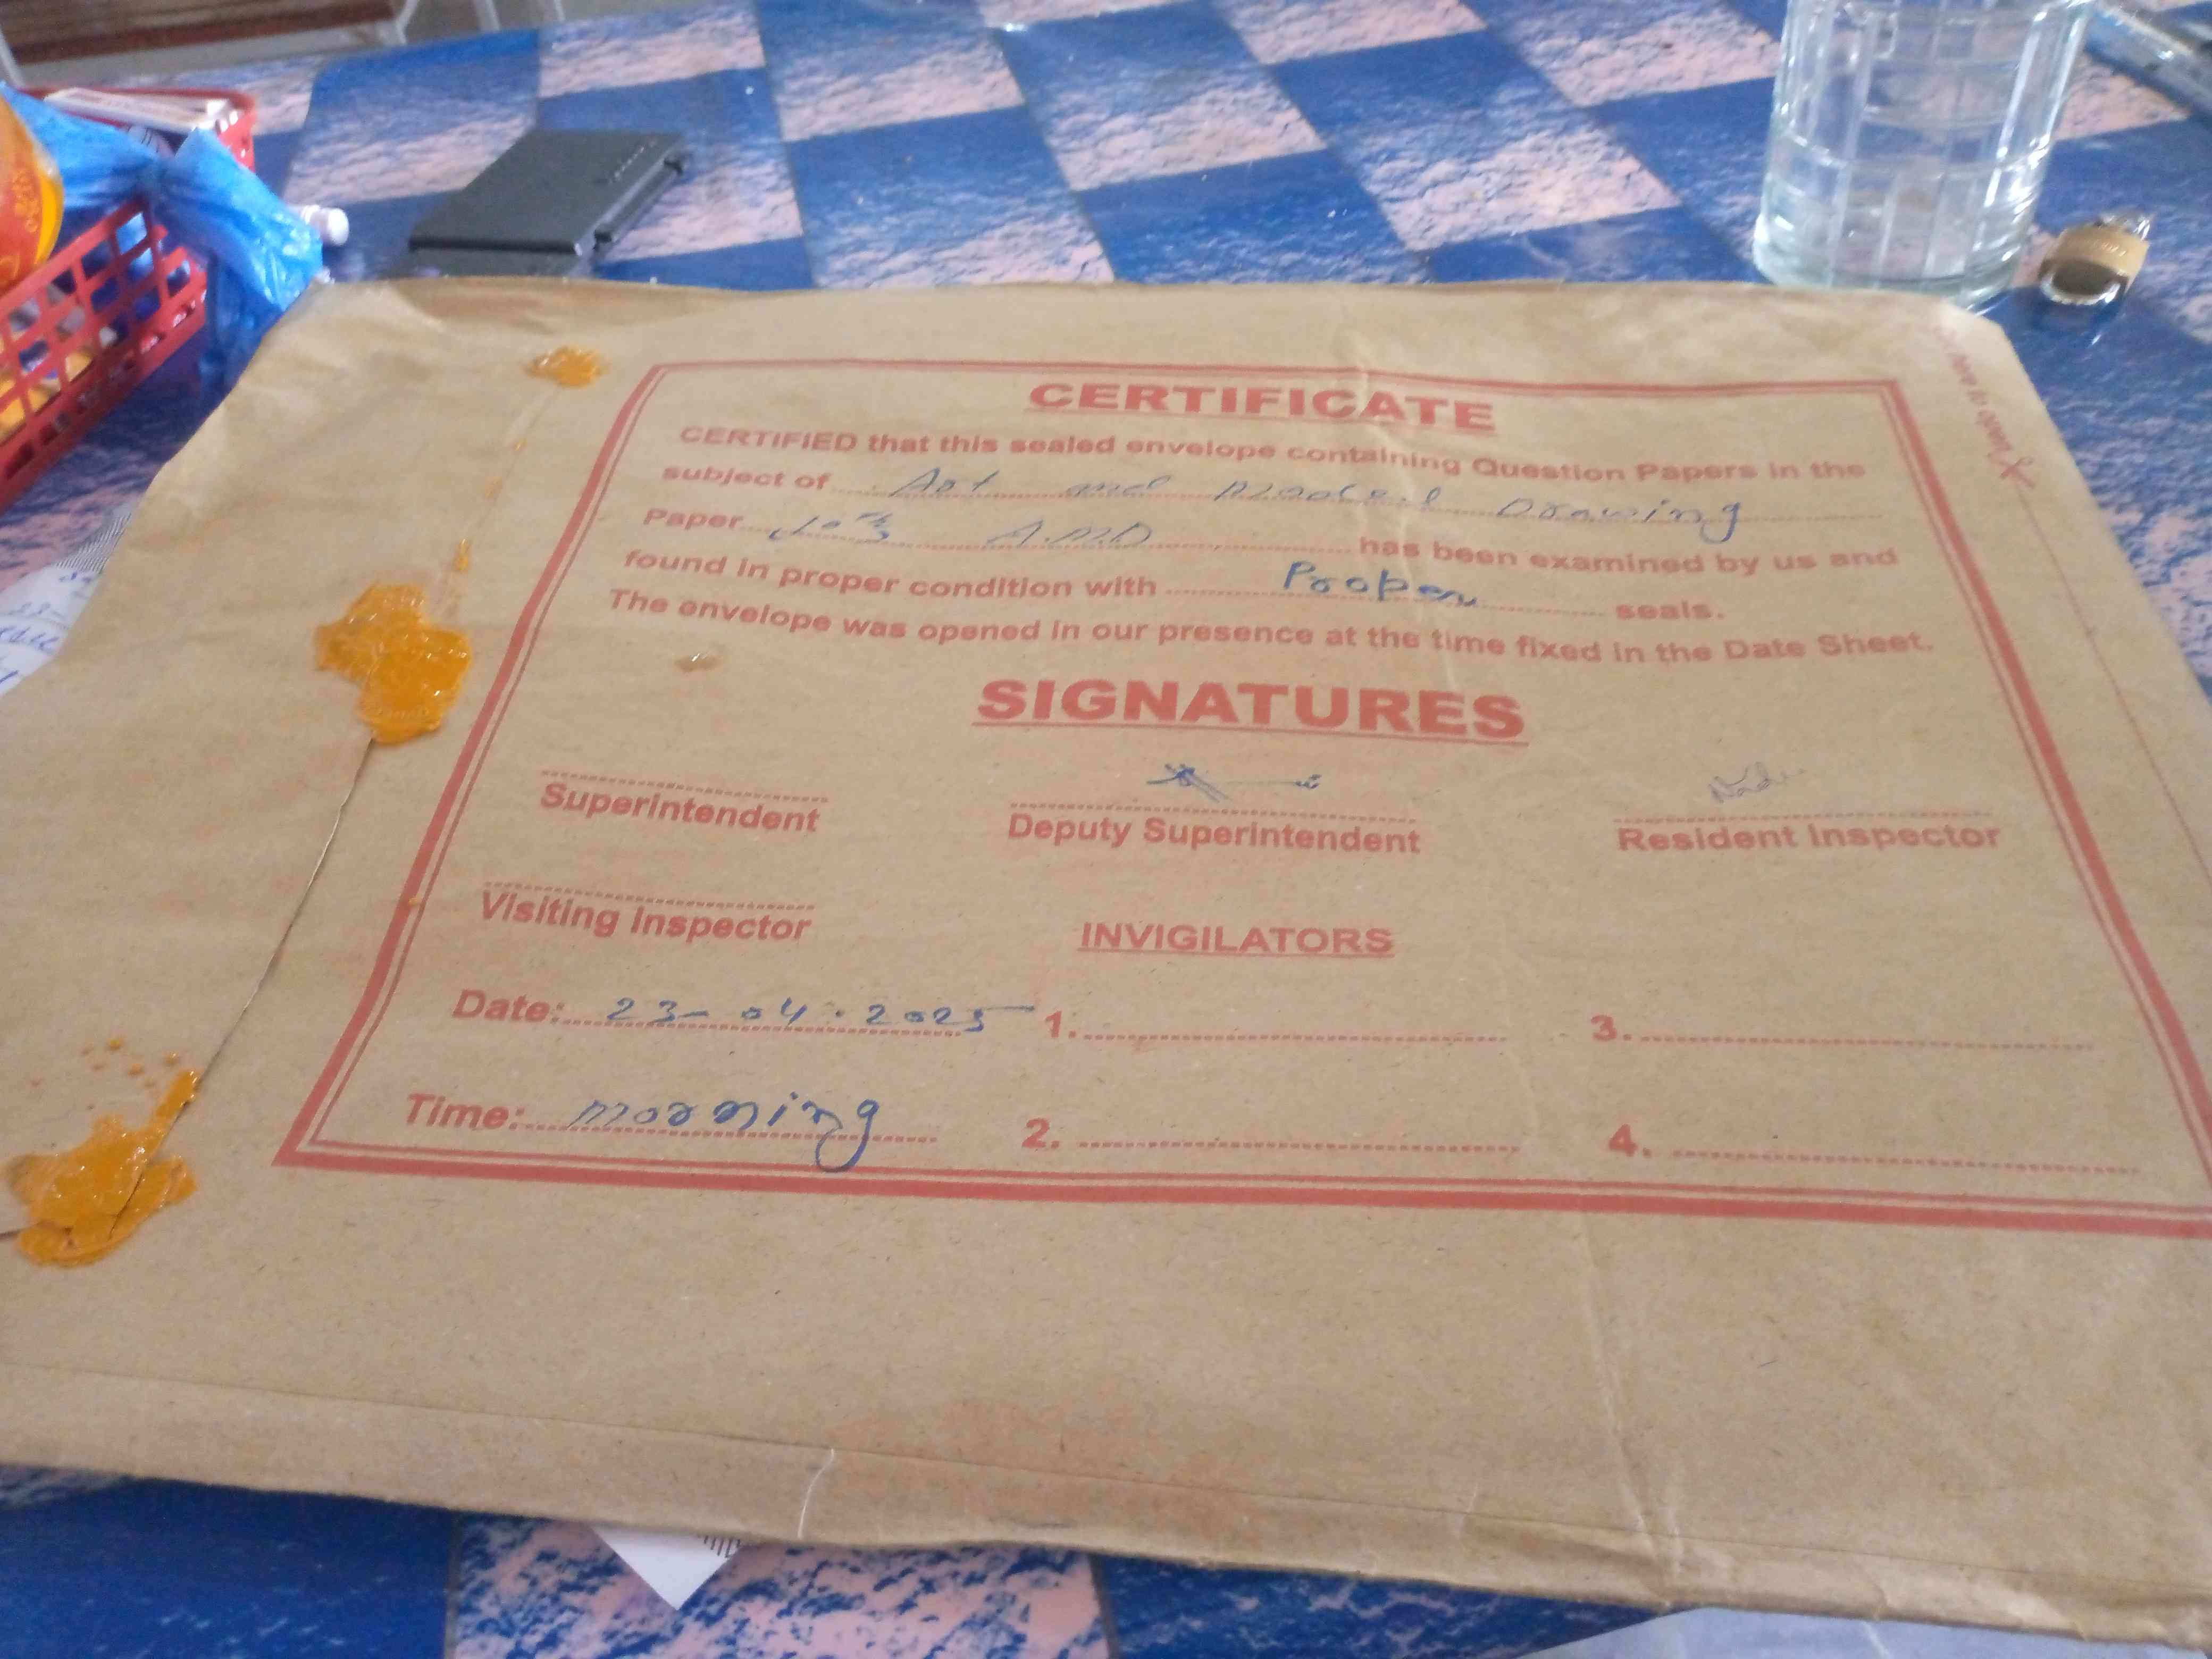 CERTIFICATE
CERTIFIED that this sealed envelope containing Question Papers in the
subject of Art and Madeel Drawing
Paper 10th A.M.D has been examined by us and
found in proper condition with Proper seals.
The envelope was opened in our presence at the time fixed in the Date Sheet.
SIGNATURES
Superintendent Deputy Superintendent Resident Inspector
Visiting Inspector INVIGILATORS
Date: 23-04.2025 1. 3.
Time: morning 2. 4.